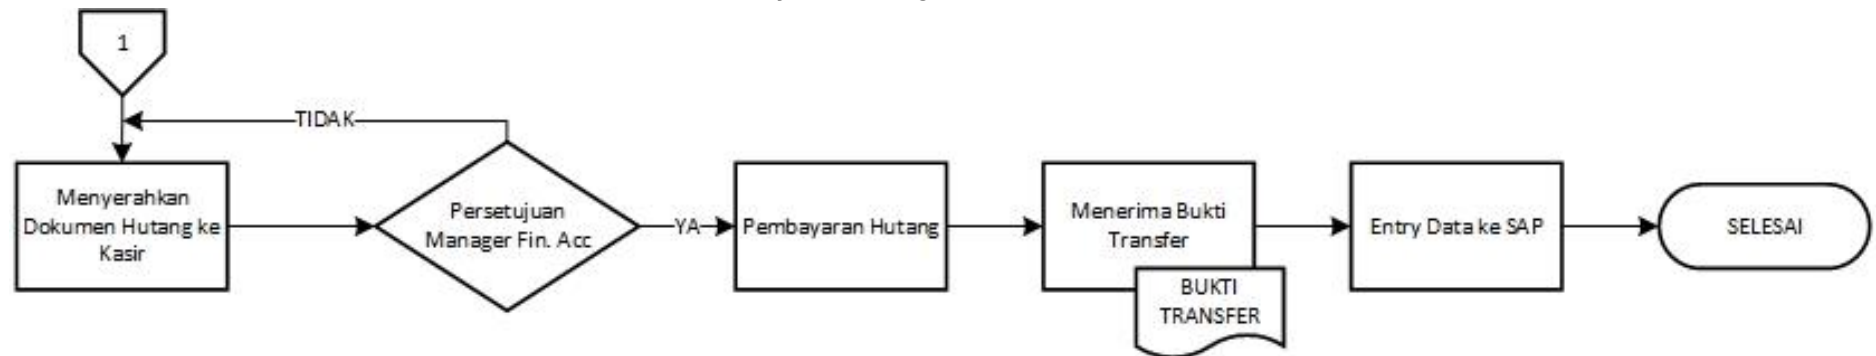 1
TIDAK
Menyerahkan
Dokumen Hutang ke
Kasir
Persetujuan
Manager Fin. Acc
YA
Pembayaran Hutang
Menerima Bukti
Transfer
BUKTI
TRANSFER
Entry Data ke SAP
SELESAI